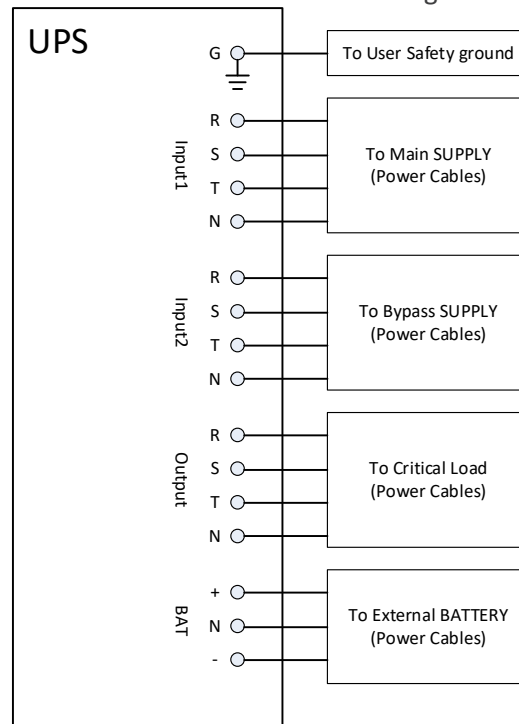 g
UPS
G
To User Safety ground
Input1
R
S
T
N
To Main SUPPLY
(Power Cables)
Input2
R
S
T
N
To Bypass SUPPLY
(Power Cables)
Output
R
S
T
N
To Critical Load
(Power Cables)
BAT
+
N
-
To External BATTERY
(Power Cables)